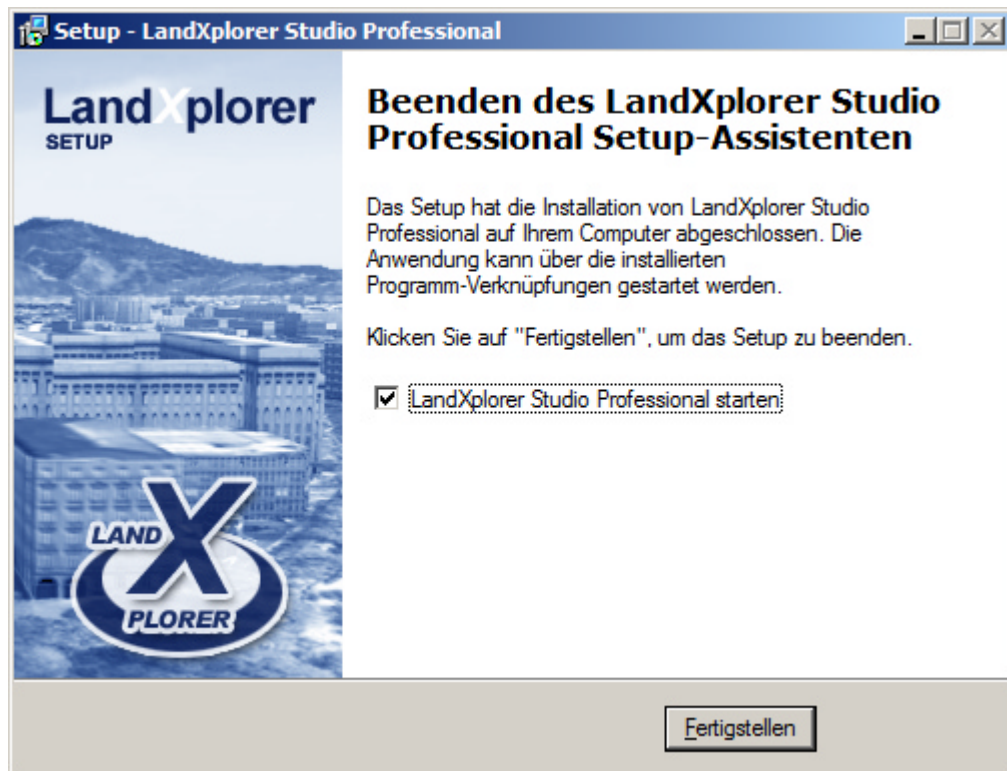 Setup - LandXplorer Studio Professional
LandXplorer
SETUP
Beenden des LandXplorer Studio
Professional Setup-Assistenten
Das Setup hat die Installation von LandXplorer Studio
Professional auf Ihrem Computer abgeschlossen. Die
Anwendung kann über die installierten
Programm-Verknüpfungen gestartet werden.
Klicken Sie auf "Fertigstellen", um das Setup zu beenden.
LandXplorer Studio Professional starten
LAND
X
PLORER
Fertigstellen